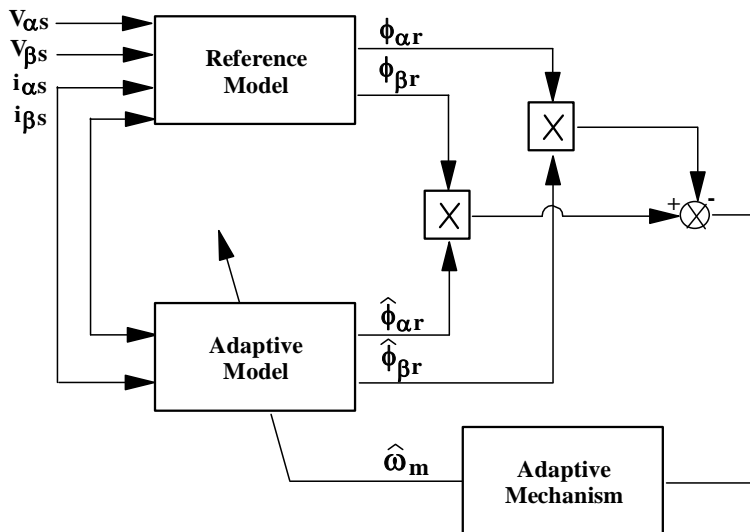 Vαs
Vβs
iαs
iβs
Reference
Model
ϕαr
ϕβr
X
X
+
-
X
Adaptive
Model
ϕ̂αr
ϕ̂βr
ω̂m
Adaptive
Mechanism